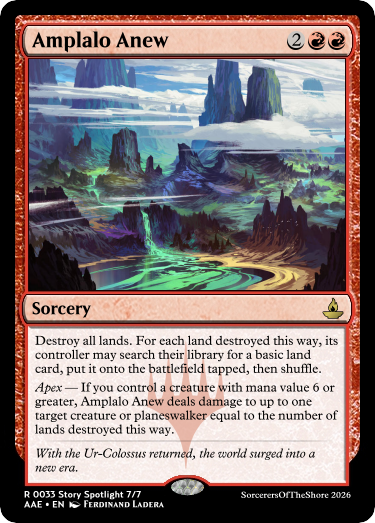 Amplalo Anew 2
Sorcery
Destroy all lands. For each land destroyed this way, its
controller may search their library for a basic land
card, put it onto the battlefield tapped, then shuffle.
Apex — If you control a creature with mana value 6 or
greater, Amplalo Anew deals damage to up to one
target creature or planeswalker equal to the number of
lands destroyed this way.
With the Ur-Colossus returned, the world surged into a
new era.
R 0033 Story Spotlight 7/7
AAE • EN Ferdinand Ladera SorcerersOfTheShore 2026